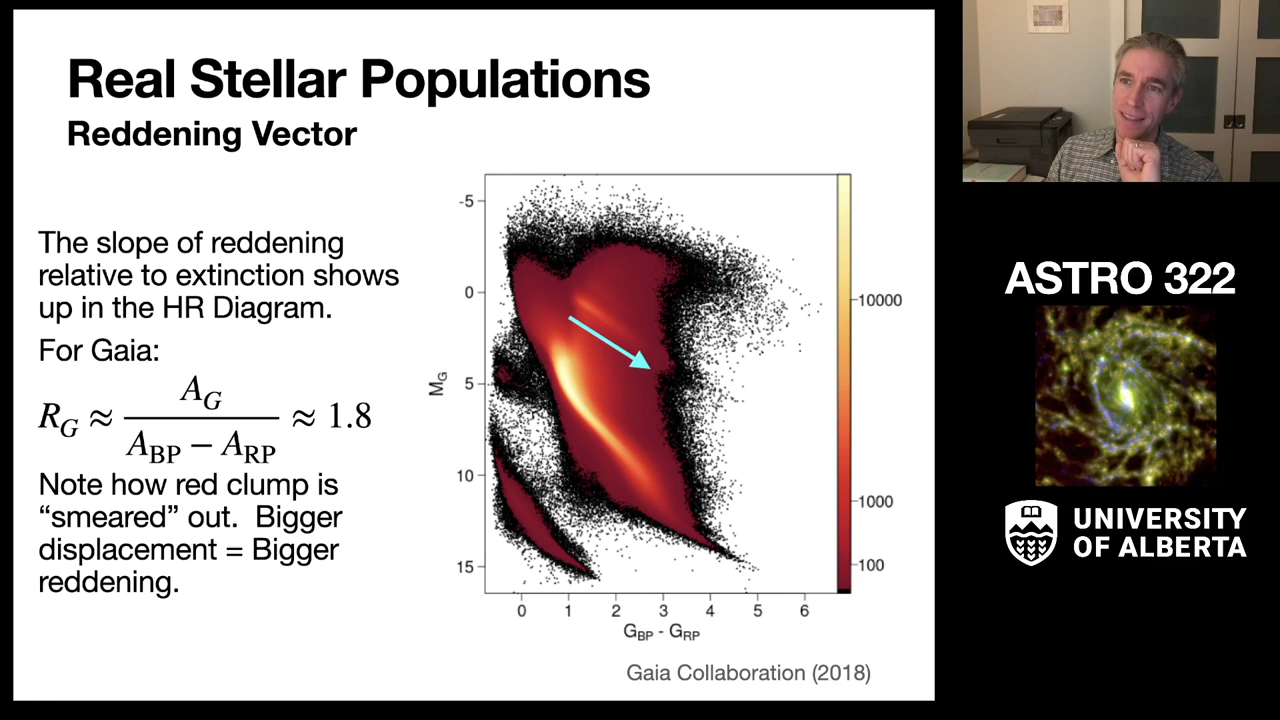 Real Stellar Populations
Reddening Vector
The slope of reddening
relative to extinction shows
up in the HR Diagram.
For Gaia:
R_G ≈ A_G / (A_BP − A_RP) ≈ 1.8
Note how red clump is
“smeared” out. Bigger
displacement = Bigger
reddening.
-5
0
5
10
15
M_G
0 1 2 3 4 5 6
G_BP - G_RP
10000
1000
100
Gaia Collaboration (2018)
ASTRO 322
UNIVERSITY
OF ALBERTA